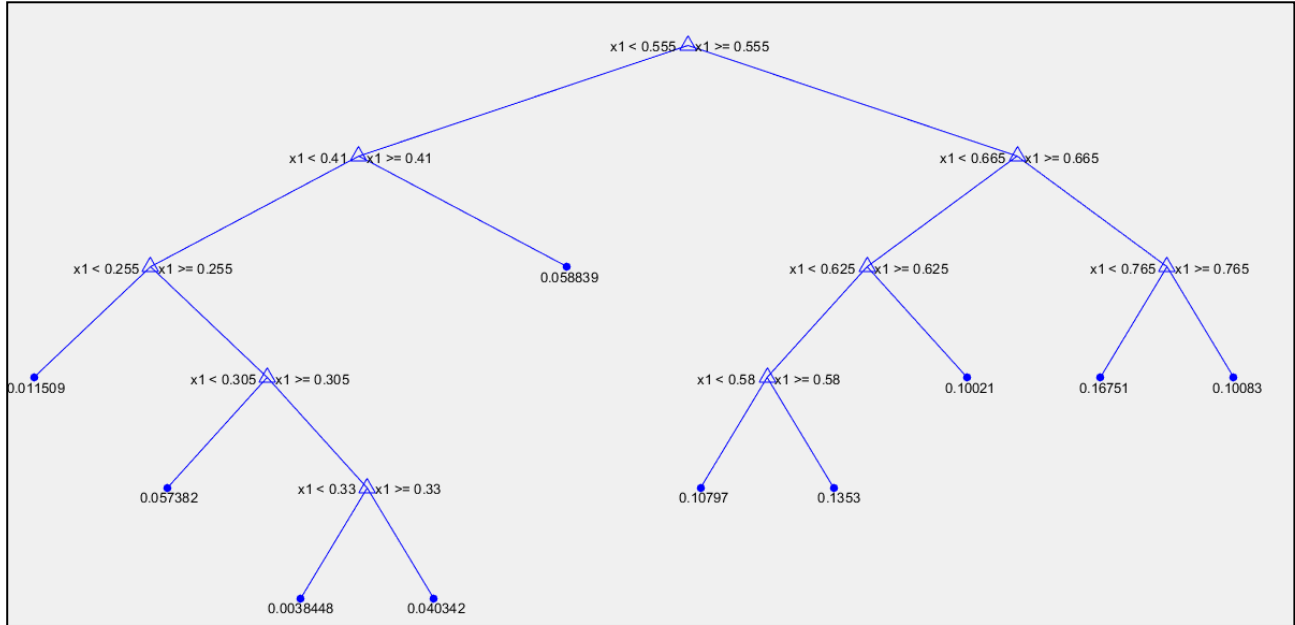 x1 < 0.555 x1 >= 0.555
x1 < 0.41 x1 >= 0.41
x1 < 0.665 x1 >= 0.665
x1 < 0.255 x1 >= 0.255
0.058839
x1 < 0.625 x1 >= 0.625
x1 < 0.765 x1 >= 0.765
0.011509
x1 < 0.305 x1 >= 0.305
x1 < 0.58 x1 >= 0.58
0.10021
0.16751
0.10083
0.057382
x1 < 0.33 x1 >= 0.33
0.10797
0.1353
0.0038448
0.040342